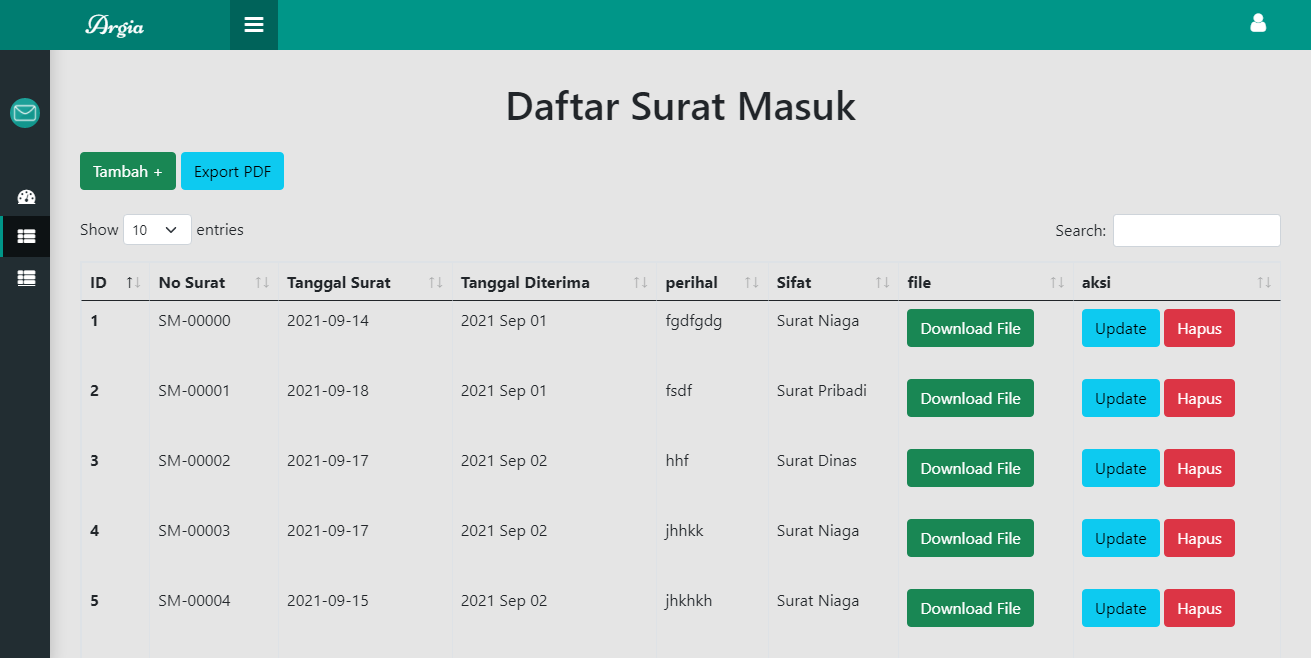 Argia
Daftar Surat Masuk
Tambah + Export PDF
Show 10 entries Search:
ID No Surat Tanggal Surat Tanggal Diterima perihal Sifat file aksi
1 SM-00000 2021-09-14 2021 Sep 01 fgdfgdg Surat Niaga Download File Update Hapus
2 SM-00001 2021-09-18 2021 Sep 01 fsdf Surat Pribadi Download File Update Hapus
3 SM-00002 2021-09-17 2021 Sep 02 hhf Surat Dinas Download File Update Hapus
4 SM-00003 2021-09-17 2021 Sep 02 jhhkk Surat Niaga Download File Update Hapus
5 SM-00004 2021-09-15 2021 Sep 02 jhkhkh Surat Niaga Download File Update Hapus